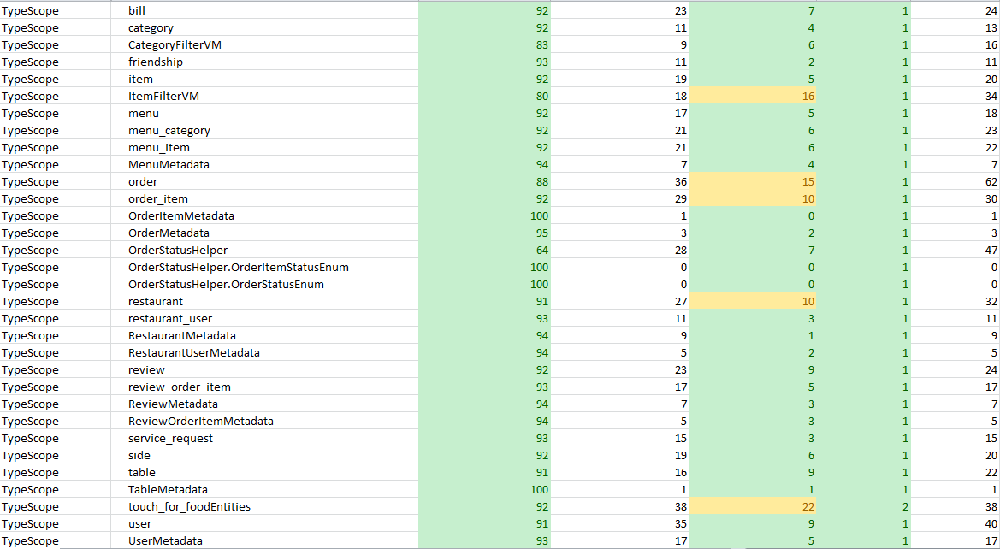 TypeScope bill 92 23 7 1 24
TypeScope category 92 11 4 1 13
TypeScope CategoryFilterVM 83 9 6 1 16
TypeScope friendship 93 11 2 1 11
TypeScope item 92 19 5 1 20
TypeScope ItemFilterVM 80 18 16 1 34
TypeScope menu 92 17 5 1 18
TypeScope menu_category 92 21 6 1 23
TypeScope menu_item 92 21 6 1 22
TypeScope MenuMetadata 94 7 4 1 7
TypeScope order 88 36 15 1 62
TypeScope order_item 92 29 10 1 30
TypeScope OrderItemMetadata 100 1 0 1 1
TypeScope OrderMetadata 95 3 2 1 3
TypeScope OrderStatusHelper 64 28 7 1 47
TypeScope OrderStatusHelper.OrderItemStatusEnum 100 0 0 1 0
TypeScope OrderStatusHelper.OrderStatusEnum 100 0 0 1 0
TypeScope restaurant 91 27 10 1 32
TypeScope restaurant_user 93 11 3 1 11
TypeScope RestaurantMetadata 94 9 1 1 9
TypeScope RestaurantUserMetadata 94 5 2 1 5
TypeScope review 92 23 9 1 24
TypeScope review_order_item 93 17 5 1 17
TypeScope ReviewMetadata 94 7 3 1 7
TypeScope ReviewOrderItemMetadata 94 5 3 1 5
TypeScope service_request 93 15 3 1 15
TypeScope side 92 19 6 1 20
TypeScope table 91 16 9 1 22
TypeScope TableMetadata 100 1 1 1 1
TypeScope touch_for_foodEntities 92 38 22 2 38
TypeScope user 91 35 9 1 40
TypeScope UserMetadata 93 17 5 1 17